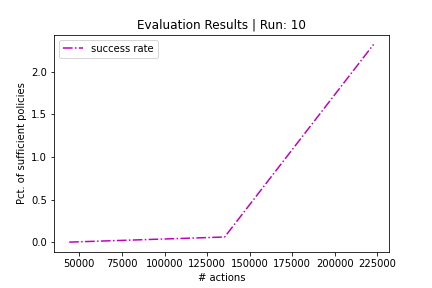 Evaluation Results | Run: 10
success rate
Pct. of sufficient policies
2.0
1.5
1.0
0.5
0.0
50000 75000 100000 125000 150000 175000 200000 225000
# actions